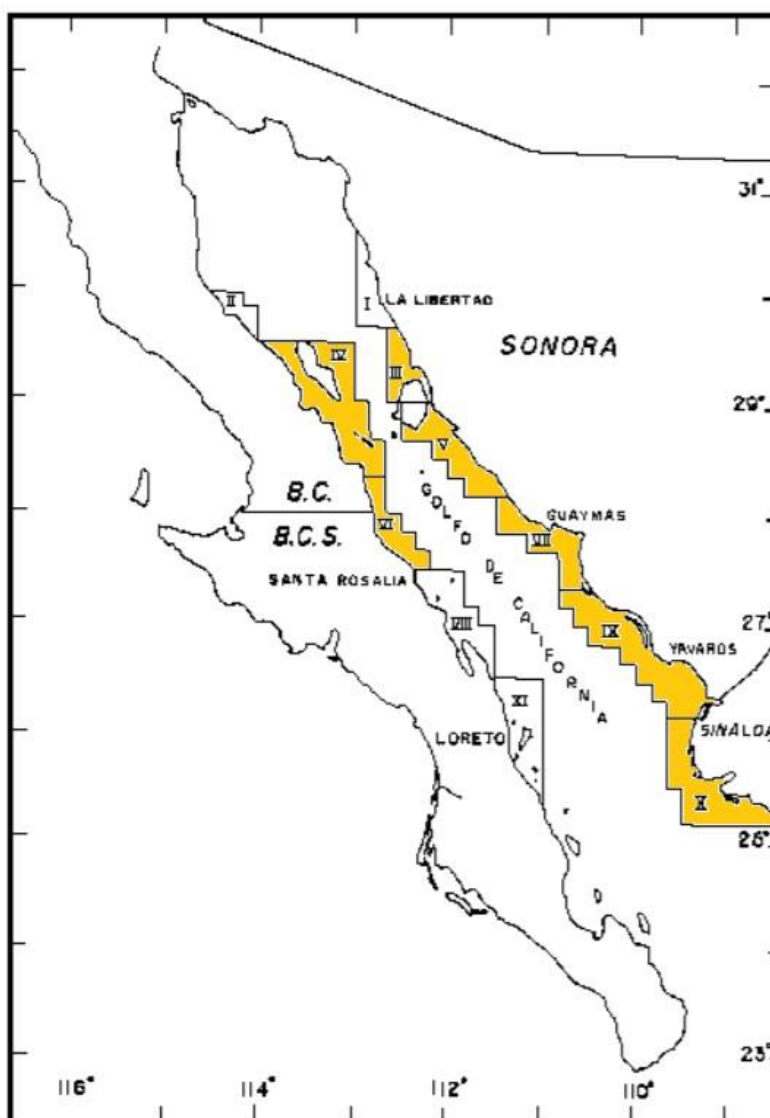 31°
II
I
LA LIBERTAD
SONORA
IV
III
29°
V
GOLFO DE CALIFORNIA
B.C.
GUAYMAS
VI
VII
B.C.S.
SANTA ROSALIA
VIII
IX
27°
YAVAROS
XI
LORETO
SINALOA
X
25°
23°
116°
114°
112°
110°